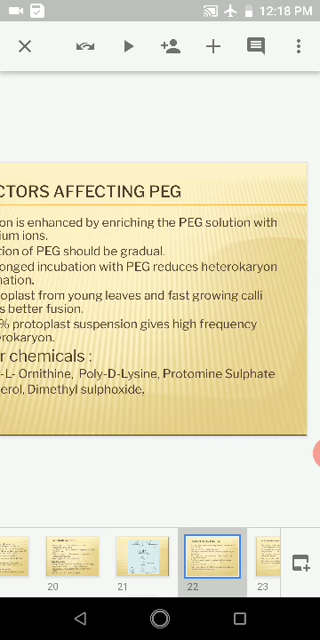 12:18 PM
CTORS AFFECTING PEG
on is enhanced by enriching the PEG solution with
ium ions.
tion of PEG should be gradual.
onged incubation with PEG reduces heterokaryon
nation.
oplast from young leaves and fast growing calli
s better fusion.
% protoplast suspension gives high frequency
erokaryon.
r chemicals :
-L- Ornithine, Poly-D-Lysine, Protomine Sulphate
erol, Dimethyl sulphoxide,
20
21
22
23